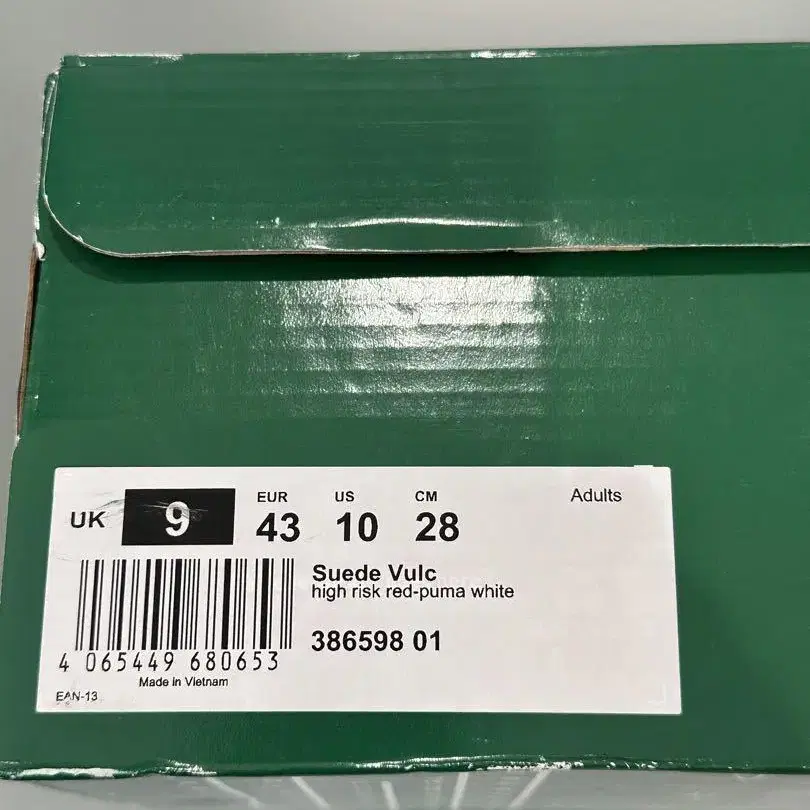 UK 9
EUR US CM
43 10 28
Adults
Suede Vulc
high risk red-puma white
386598 01
4 065449 680653
Made in Vietnam
EAN-13